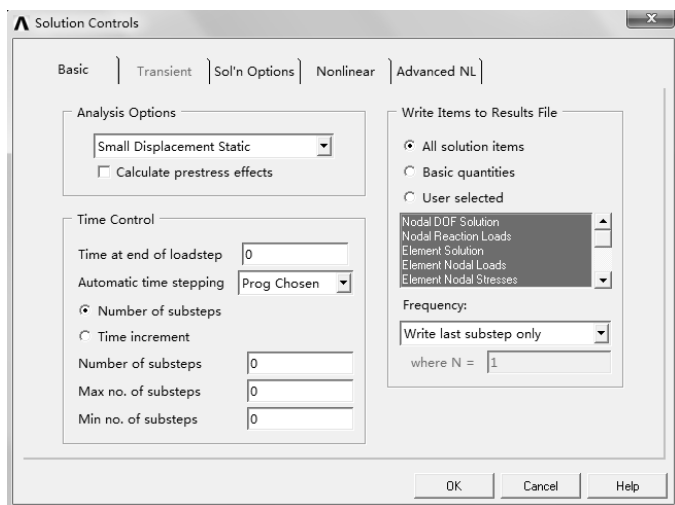 Solution Controls
x
Basic
Transient
Sol'n Options
Nonlinear
Advanced NL
Analysis Options
Small Displacement Static
Calculate prestress effects
Time Control
Time at end of loadstep 0
Automatic time stepping Prog Chosen
Number of substeps
Time increment
Number of substeps 0
Max no. of substeps 0
Min no. of substeps 0
Write Items to Results File
All solution items
Basic quantities
User selected
Nodal DOF Solution
Nodal Reaction Loads
Element Solution
Element Nodal Loads
Element Nodal Stresses
Frequency:
Write last substep only
where N = 1
OK
Cancel
Help